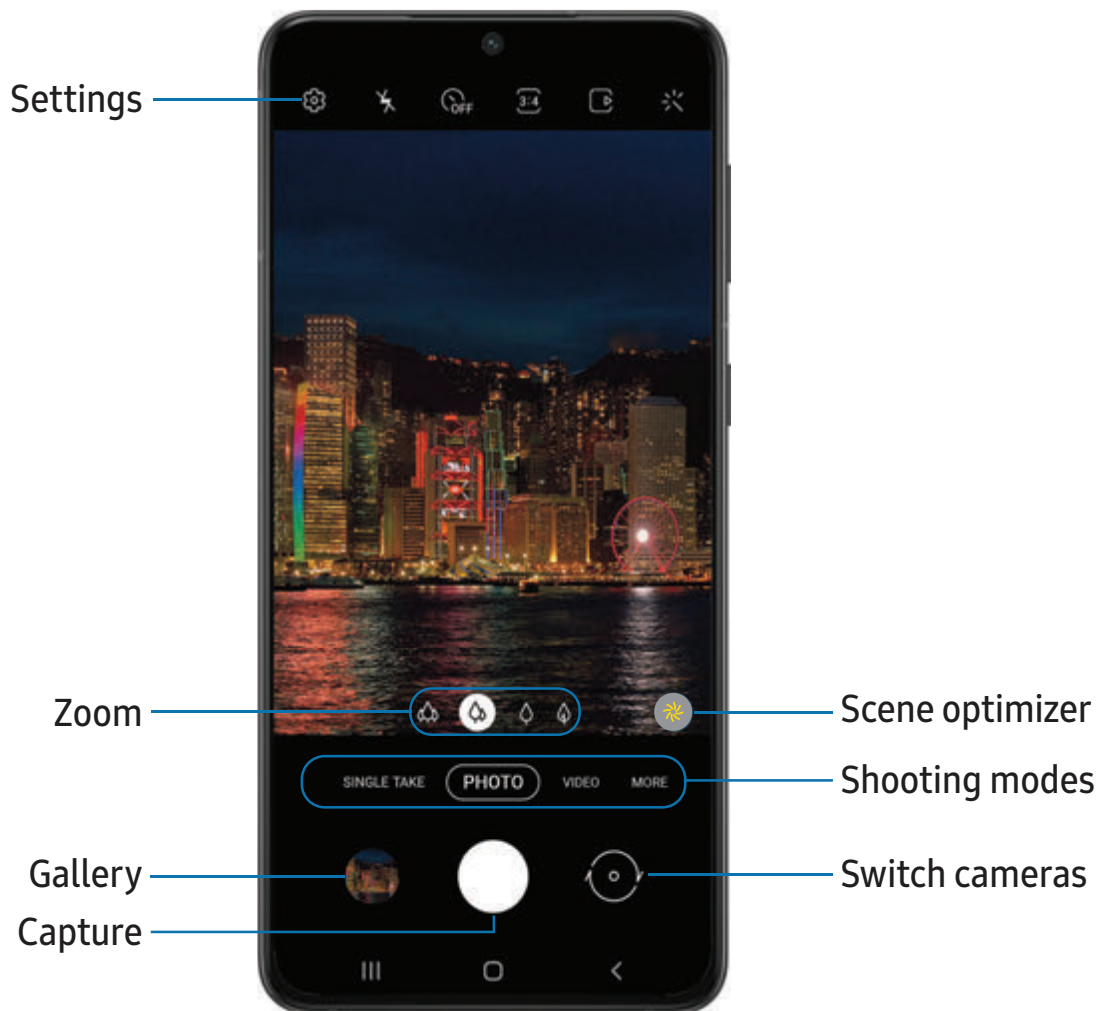 Settings
OFF
3:4
Zoom
Scene optimizer
SINGLE TAKE
PHOTO
VIDEO
MORE
Shooting modes
Gallery
Switch cameras
Capture